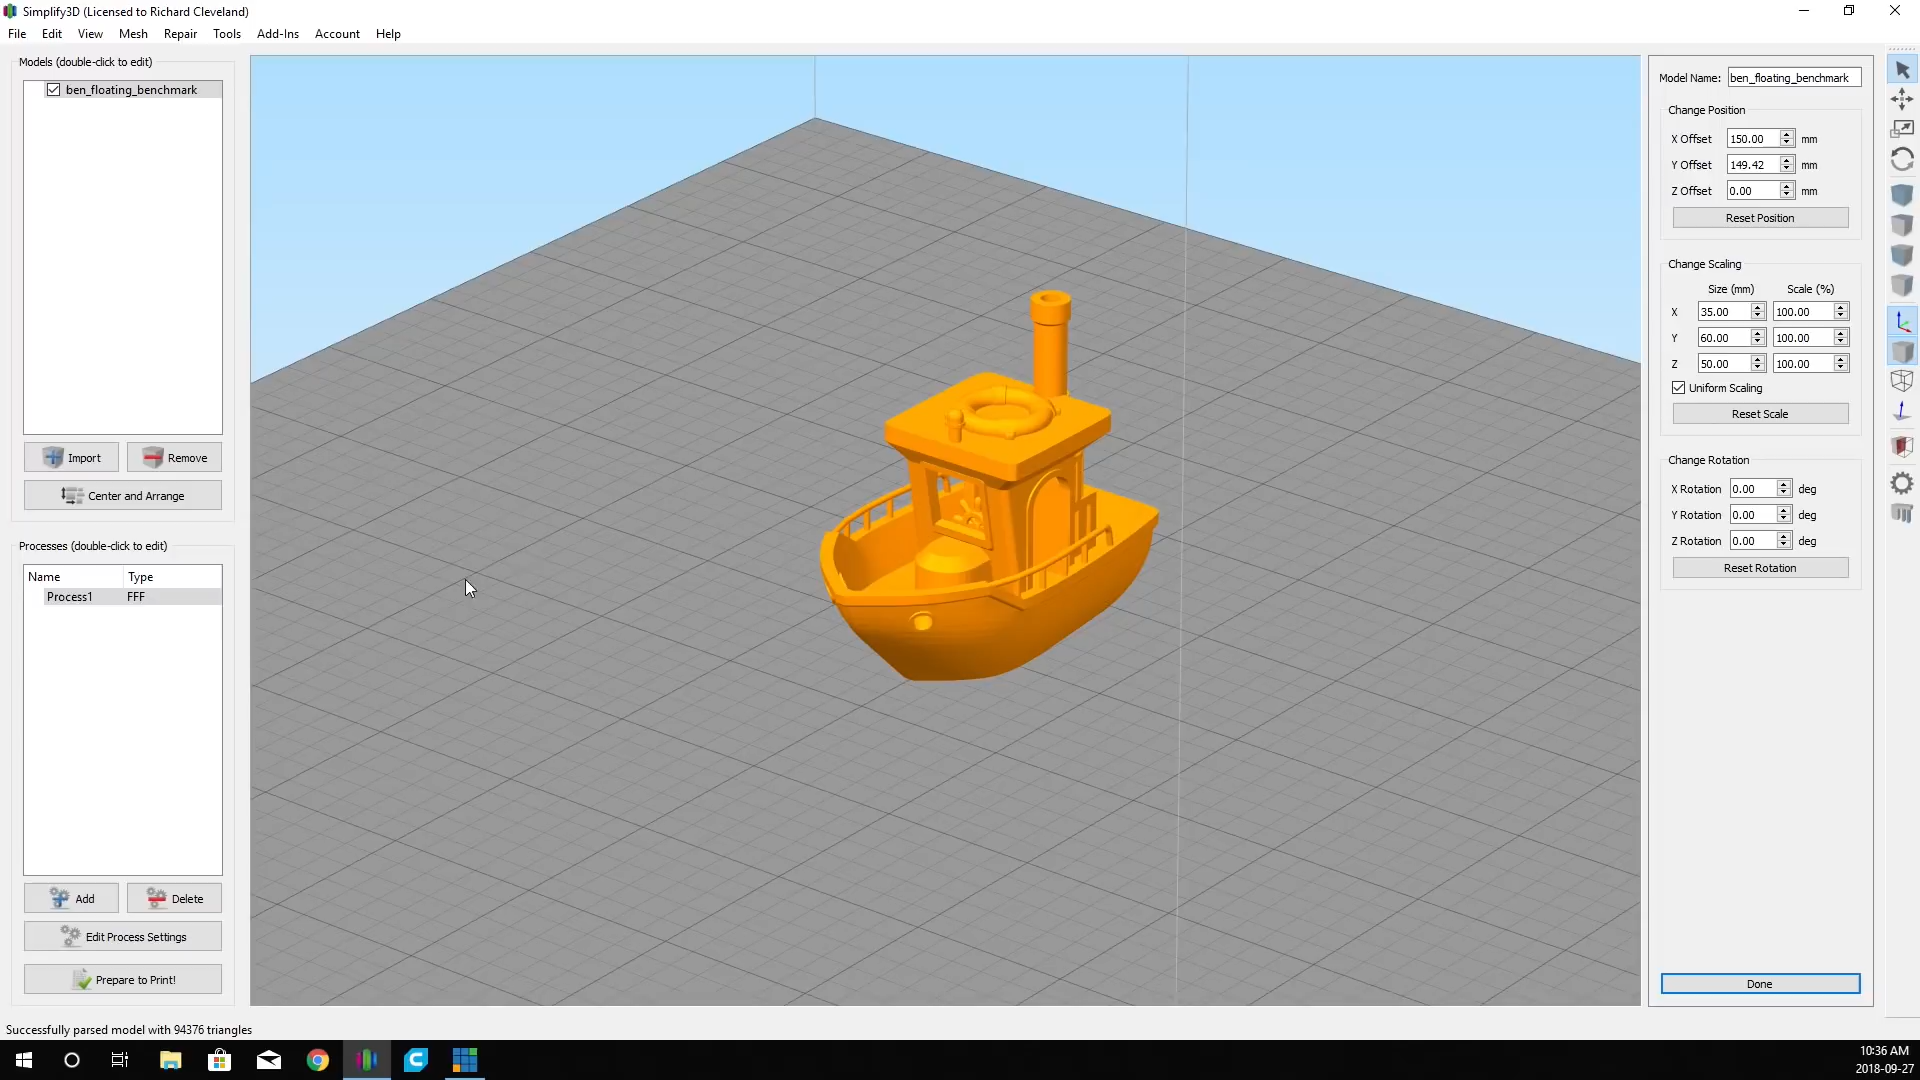 Simplify3D (Licensed to Richard Cleveland)
File Edit View Mesh Repair Tools Add-Ins Account Help
Models (double-click to edit)
ben_floating_benchmark
Import Remove
Center and Arrange
Processes (double-click to edit)
Name Type
Process1 FFF
Add Delete
Edit Process Settings
Prepare to Print!
Model Name: ben_floating_benchmark
Change Position
X Offset 150.00 mm
Y Offset 149.42 mm
Z Offset 0.00 mm
Reset Position
Change Scaling
Size (mm) Scale (%)
X 35.00 100.00
Y 60.00 100.00
Z 50.00 100.00
Uniform Scaling
Reset Scale
Change Rotation
X Rotation 0.00 deg
Y Rotation 0.00 deg
Z Rotation 0.00 deg
Reset Rotation
Done
Successfully parsed model with 94376 triangles
10:36 AM
2018-09-27